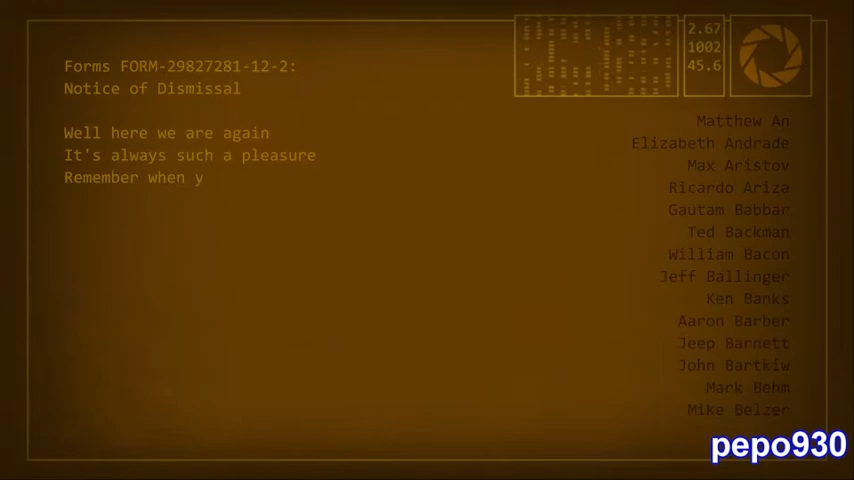 Forms FORM-29827281-12-2:
Notice of Dismissal
Well here we are again
It's always such a pleasure
Remember when y
2.67
1002
45.6
Matthew An
Elizabeth Andrade
Max Aristov
Ricardo Ariza
Gautam Babbar
Ted Backman
William Bacon
Jeff Ballinger
Ken Banks
Aaron Barber
Jeep Barnett
John Bartkiw
Mark Behm
Mike Belzer
pepo930